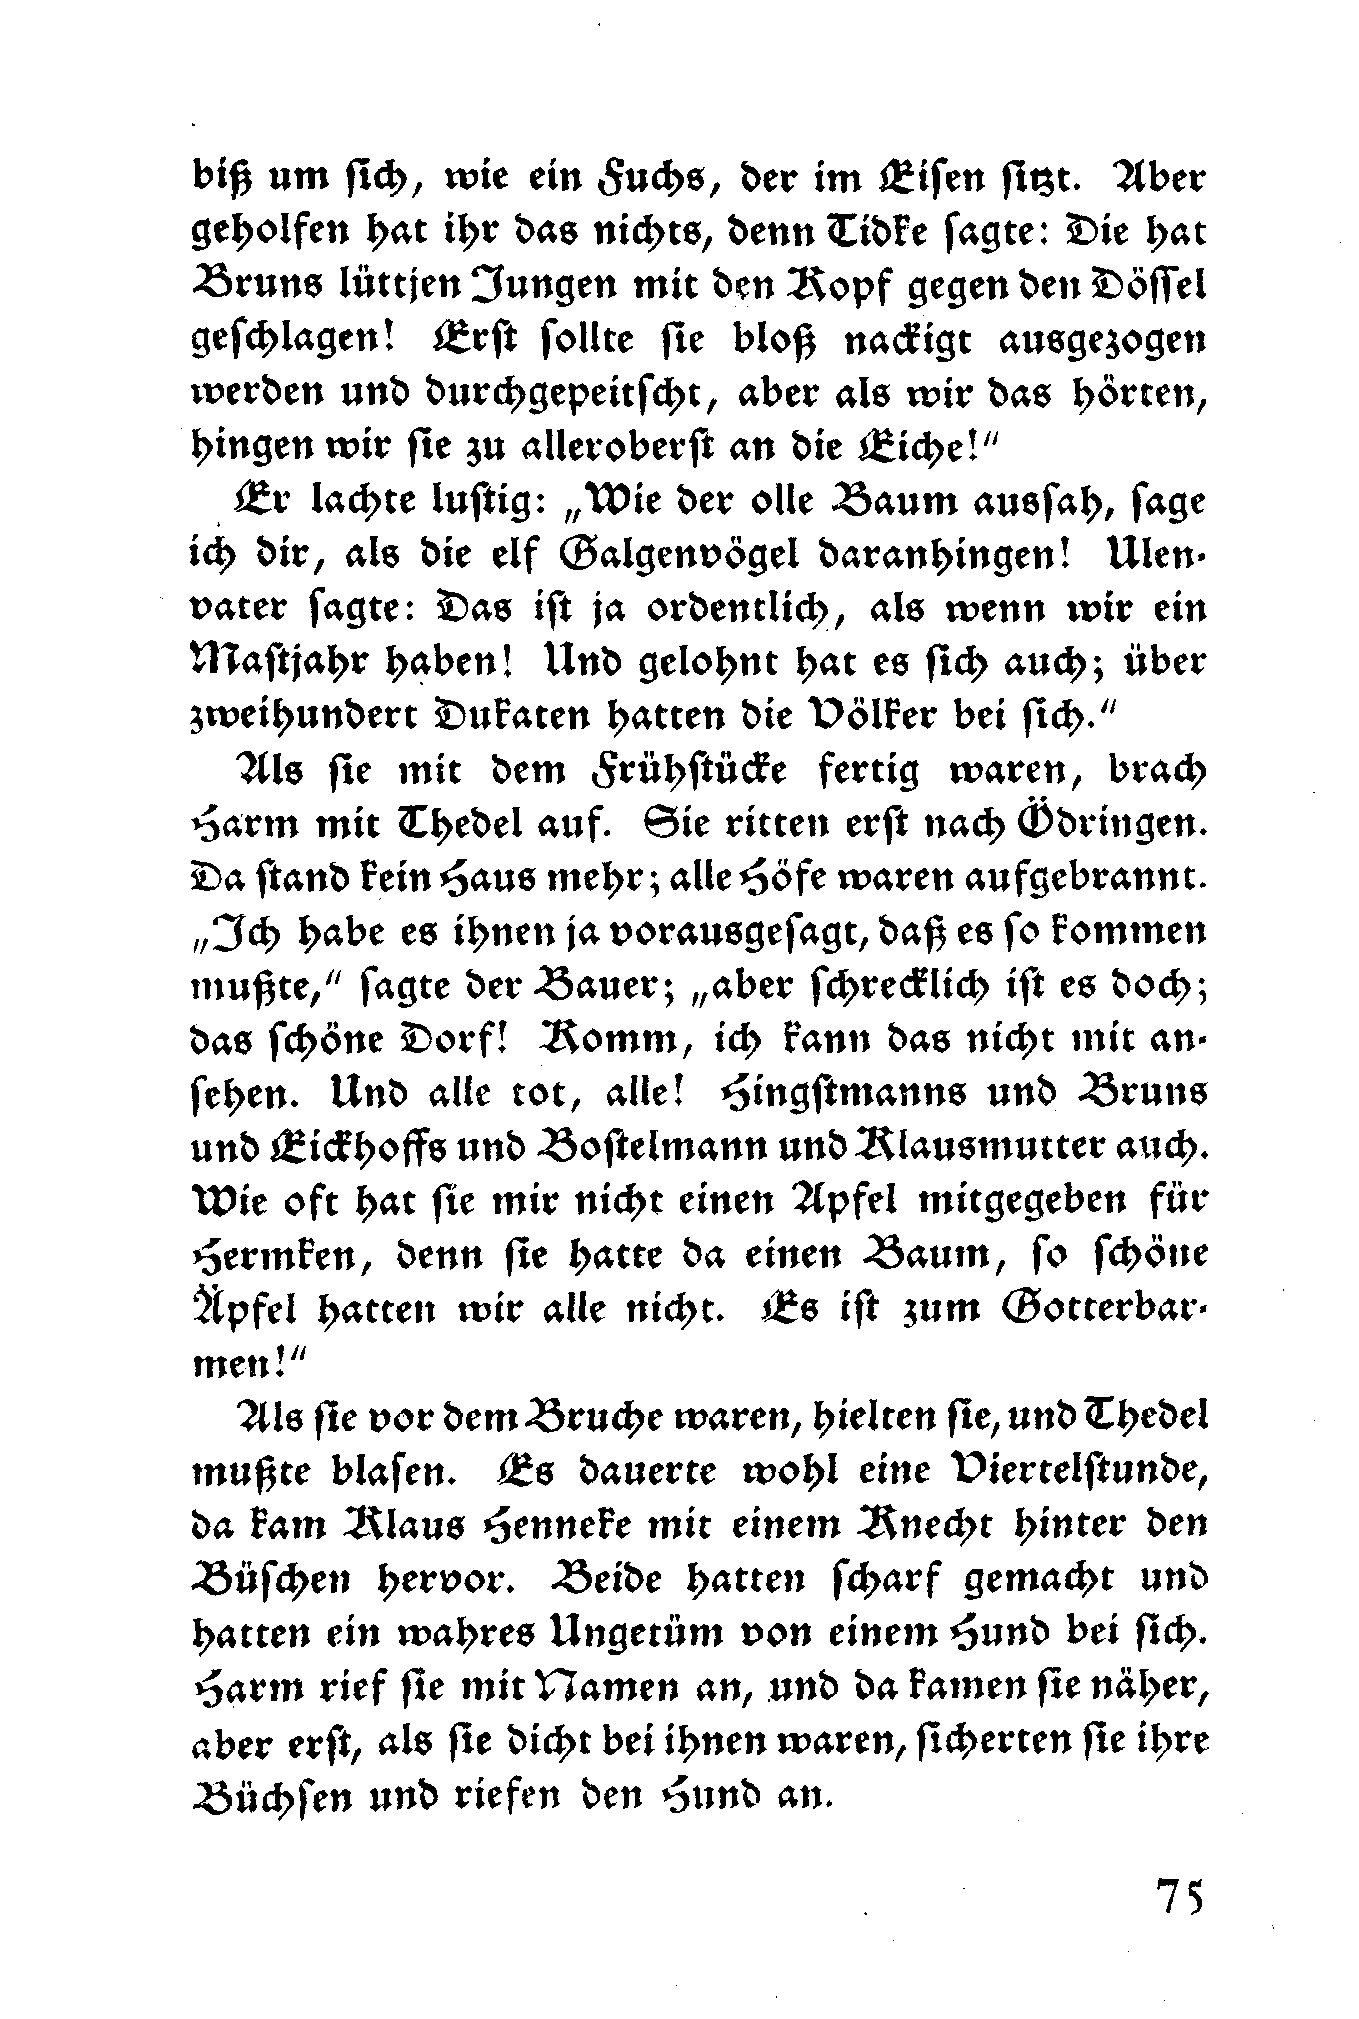 biß um sich, wie ein Fuchs, der im Eisen sitzt. Aber
geholfen hat ihr das nichts, denn Tidke sagte: Die hat
Bruns lüttjen Jungen mit den Kopf gegen den Dössel
geschlagen! Erst sollte sie bloß nackigt ausgezogen
werden und durchgepeitscht, aber als wir das hörten,
hingen wir sie zu alleroberst an die Eiche!“
Er lachte lustig: „Wie der olle Baum aussah, sage
ich dir, als die elf Galgenvögel daranhingen! Ulen-
vater sagte: Das ist ja ordentlich, als wenn wir ein
Mastjahr haben! Und gelohnt hat es sich auch; über
zweihundert Dukaten hatten die Völker bei sich.“
Als sie mit dem Frühstücke fertig waren, brach
Harm mit Thedel auf. Sie ritten erst nach Ödringen.
Da stand kein Haus mehr; alle Höfe waren aufgebrannt.
„Ich habe es ihnen ja vorausgesagt, daß es so kommen
mußte,“ sagte der Bauer; „aber schrecklich ist es doch;
das schöne Dorf! Komm, ich kann das nicht mit an-
sehen. Und alle tot, alle! Hingstmanns und Bruns
und Eickhoffs und Bostelmann und Klausmutter auch.
Wie oft hat sie mir nicht einen Apfel mitgegeben für
Hermken, denn sie hatte da einen Baum, so schöne
Äpfel hatten wir alle nicht. Es ist zum Gotterbar-
men!“
Als sie vor dem Bruche waren, hielten sie, und Thedel
mußte blasen. Es dauerte wohl eine Viertelstunde,
da kam Klaus Henneke mit einem Knecht hinter den
Büschen hervor. Beide hatten scharf gemacht und
hatten ein wahres Ungetüm von einem Hund bei sich.
Harm rief sie mit Namen an, und da kamen sie näher,
aber erst, als sie dicht bei ihnen waren, sicherten sie ihre
Büchsen und riefen den Hund an.
75